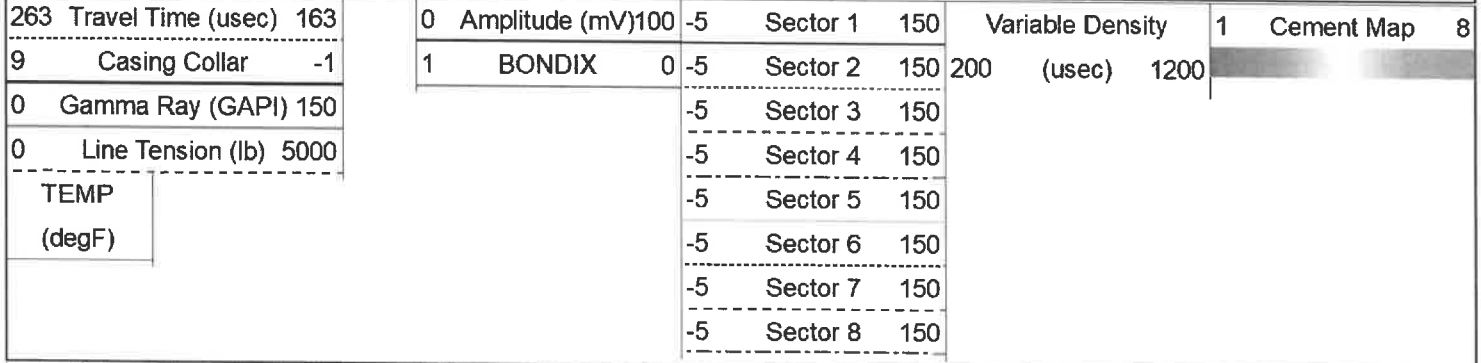 263 Travel Time (usec) 163
9 Casing Collar -1
0 Gamma Ray (GAPI) 150
0 Line Tension (lb) 5000
TEMP
(degF)
0 Amplitude (mV)100
1 BONDIX 0
-5 Sector 1 150
-5 Sector 2 150
-5 Sector 3 150
-5 Sector 4 150
-5 Sector 5 150
-5 Sector 6 150
-5 Sector 7 150
-5 Sector 8 150
Variable Density
200 (usec) 1200
1 Cement Map 8